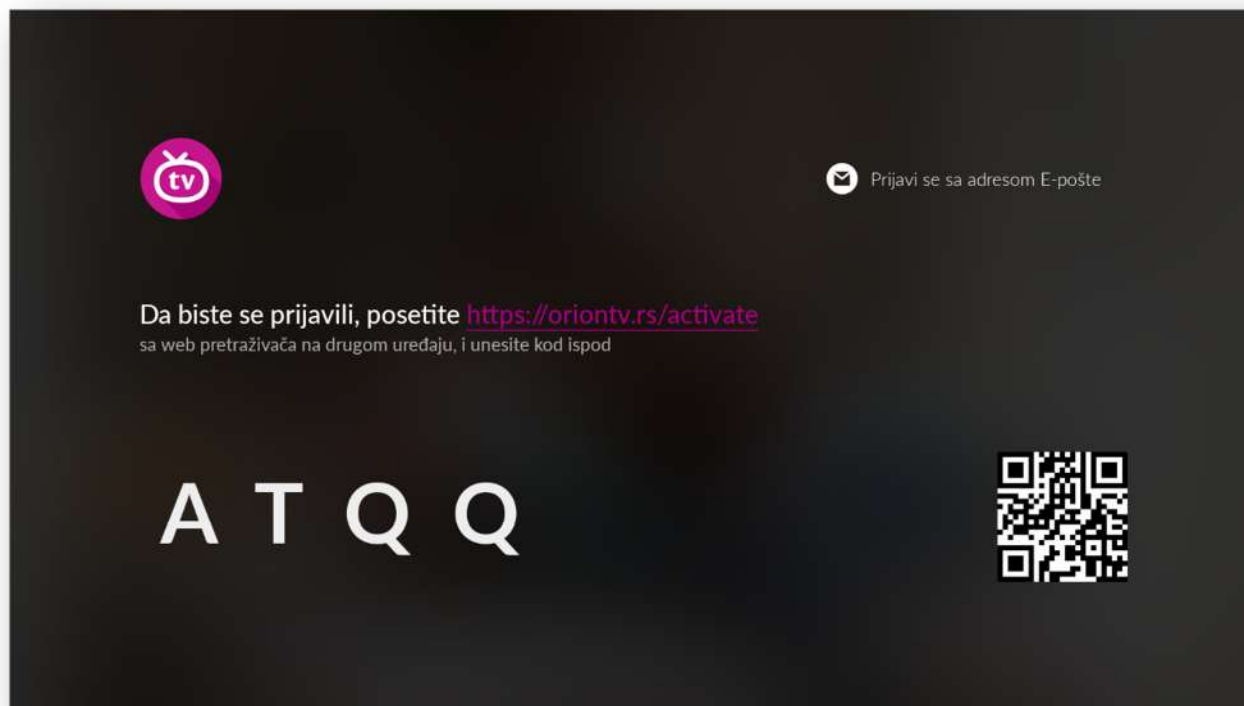 tv
Prijavi se sa adresom E-pošte
Da biste se prijavili, posetite https://oriontv.rs/activate
sa web pretraživača na drugom uređaju, i unesite kod ispod
A T Q Q